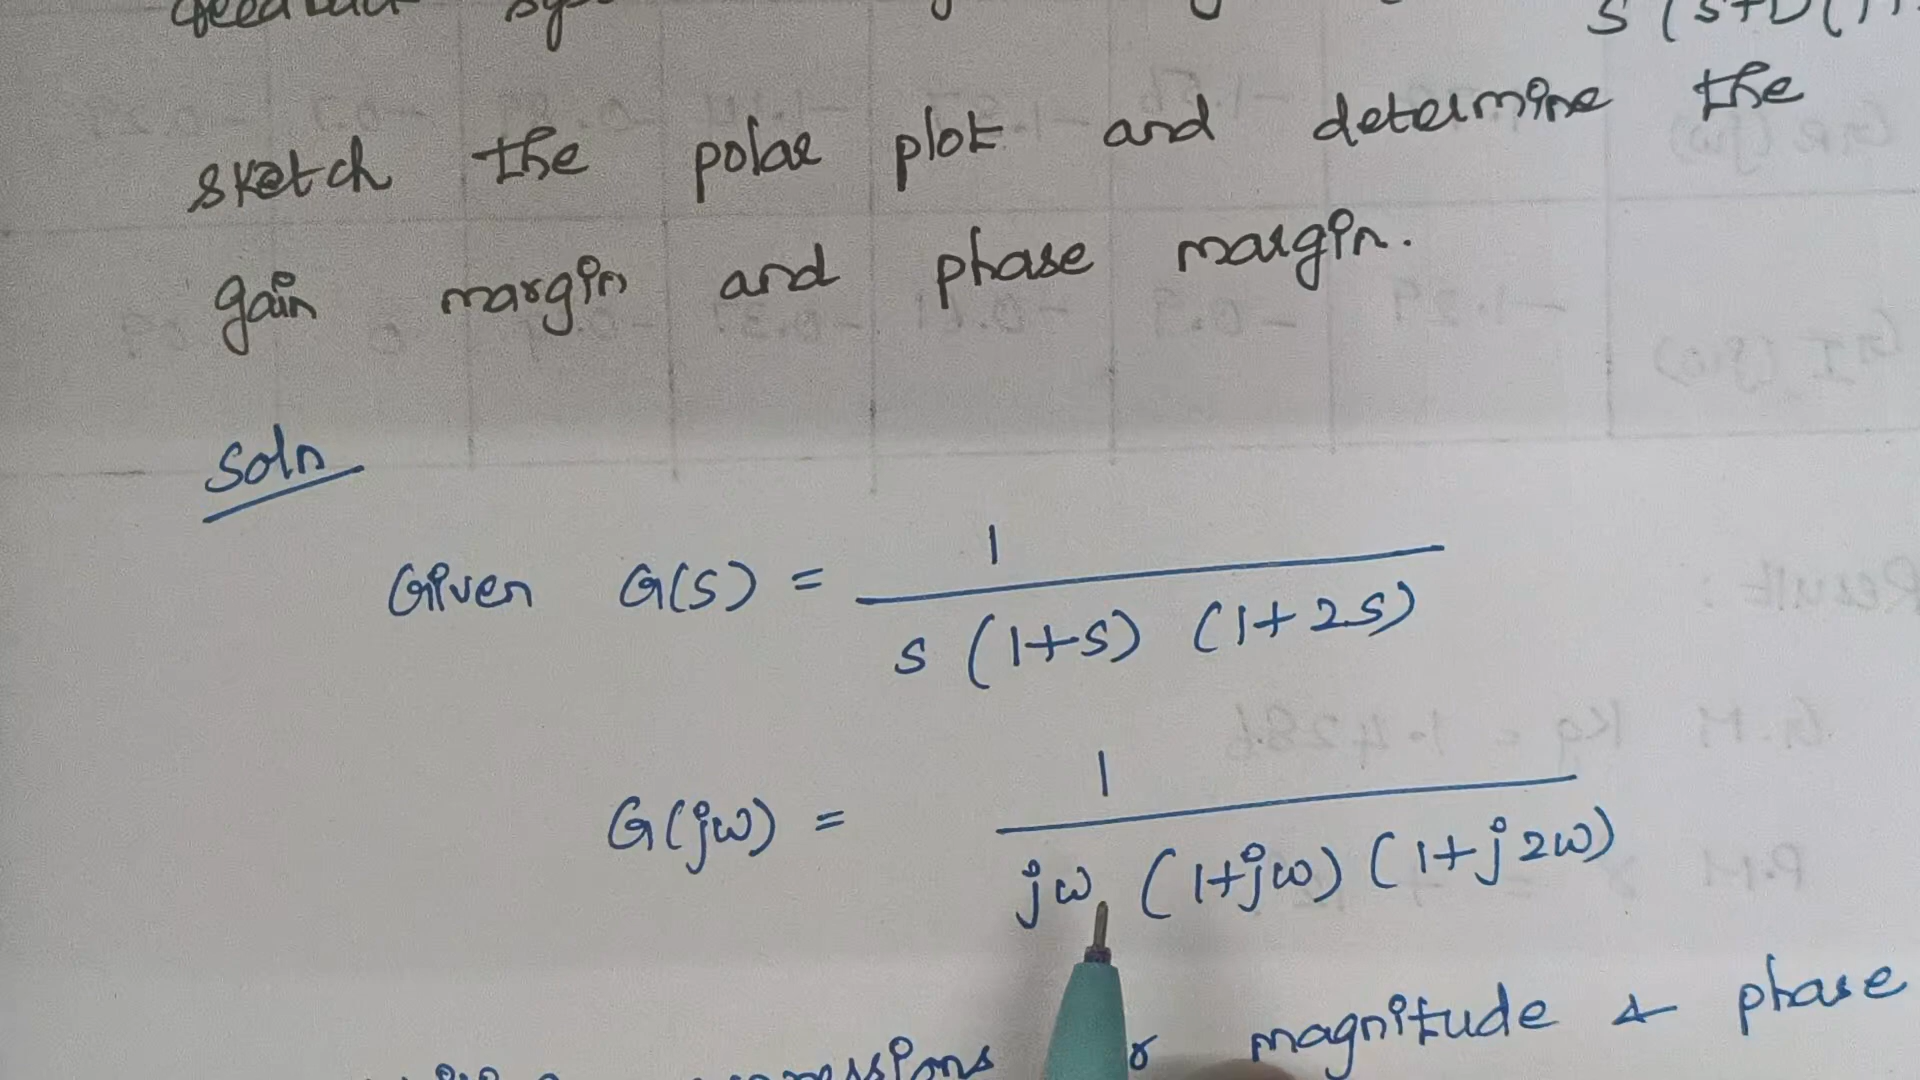 sketch the polar plot and determine the
gain margin and phase margin.
Soln
Given G(s) = 1 / s (1+s) (1+2s)
G(jω) = 1 / jω (1+jω) (1+j2ω)
magnitude & phase